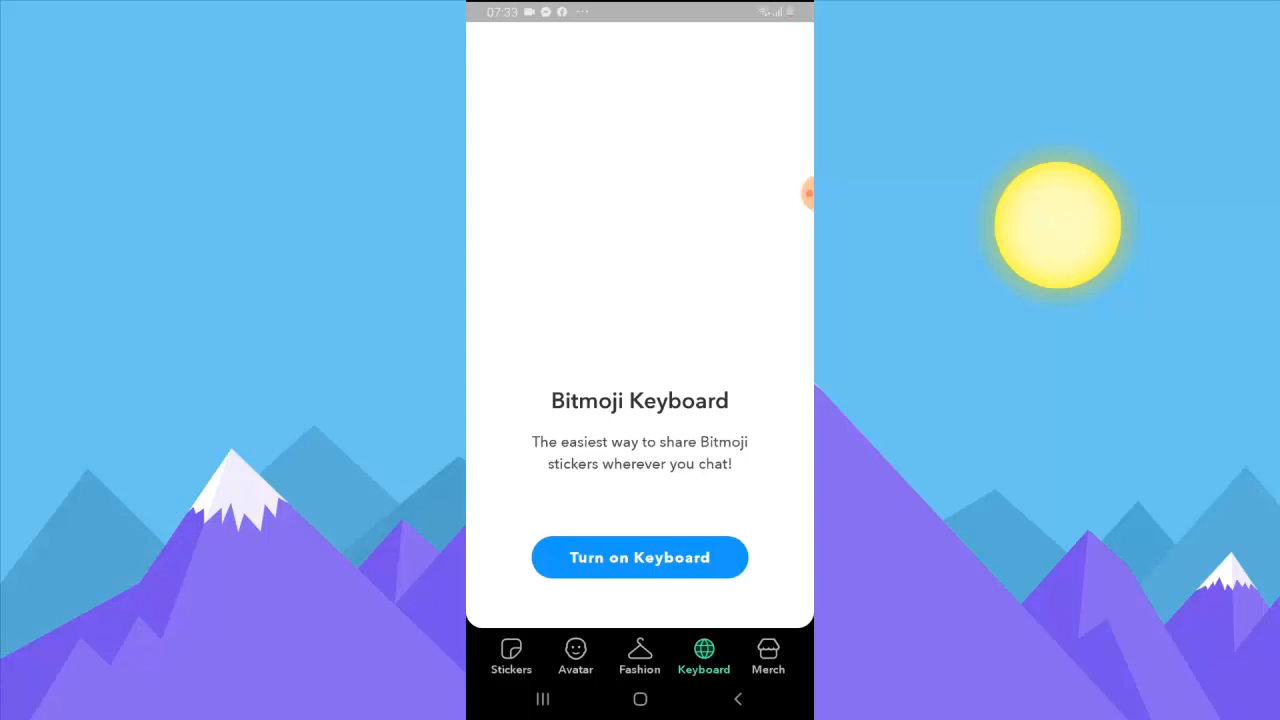 07:33
Bitmoji Keyboard
The easiest way to share Bitmoji
stickers wherever you chat!
Turn on Keyboard
Stickers Avatar Fashion Keyboard Merch